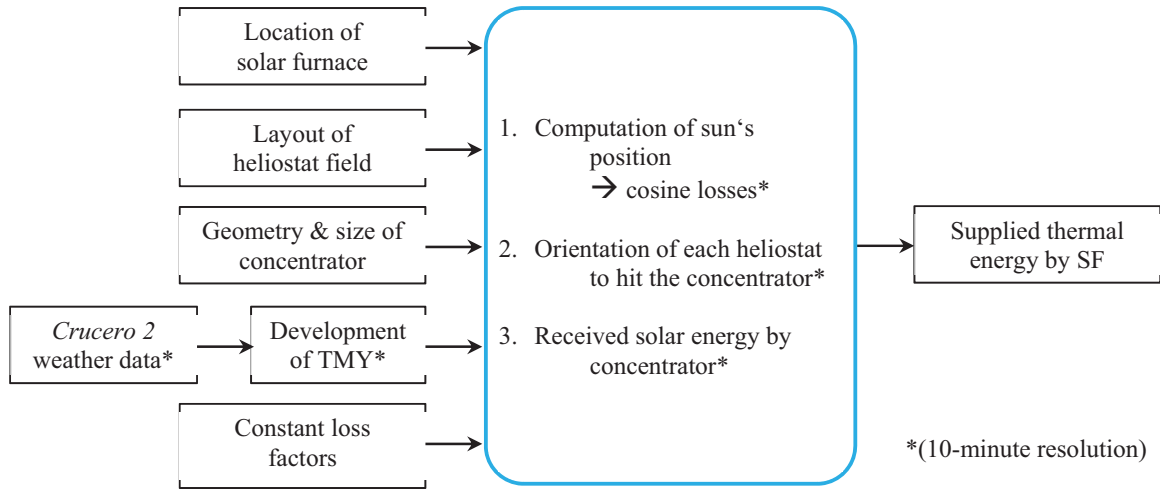 Location of
solar furnace
Layout of
heliostat field
Geometry & size of
concentrator
Crucero 2
weather data*
Development
of TMY*
Constant loss
factors
1. Computation of sun‘s
position
→ cosine losses*
2. Orientation of each heliostat
to hit the concentrator*
3. Received solar energy by
concentrator*
Supplied thermal
energy by SF
*(10-minute resolution)